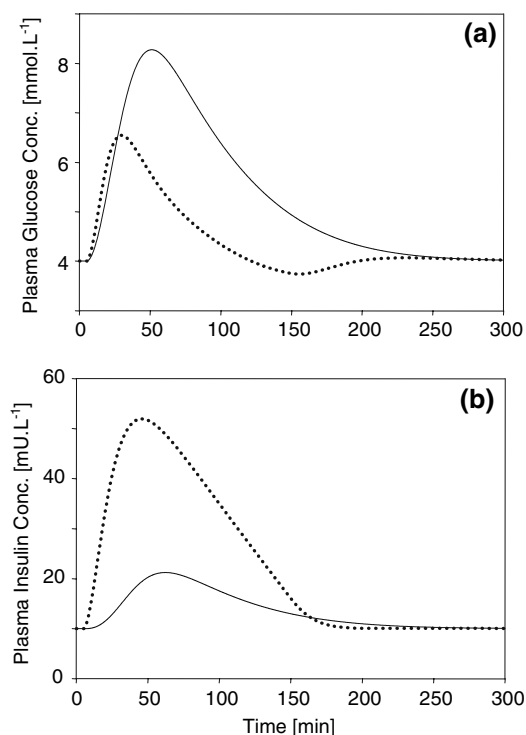 (a)
Plasma Glucose Conc. [mmol.L-1]
8
6
4
0 50 100 150 200 250 300
(b)
Plasma Insulin Conc. [mU.L-1]
60
40
20
0
0 50 100 150 200 250 300
Time [min]